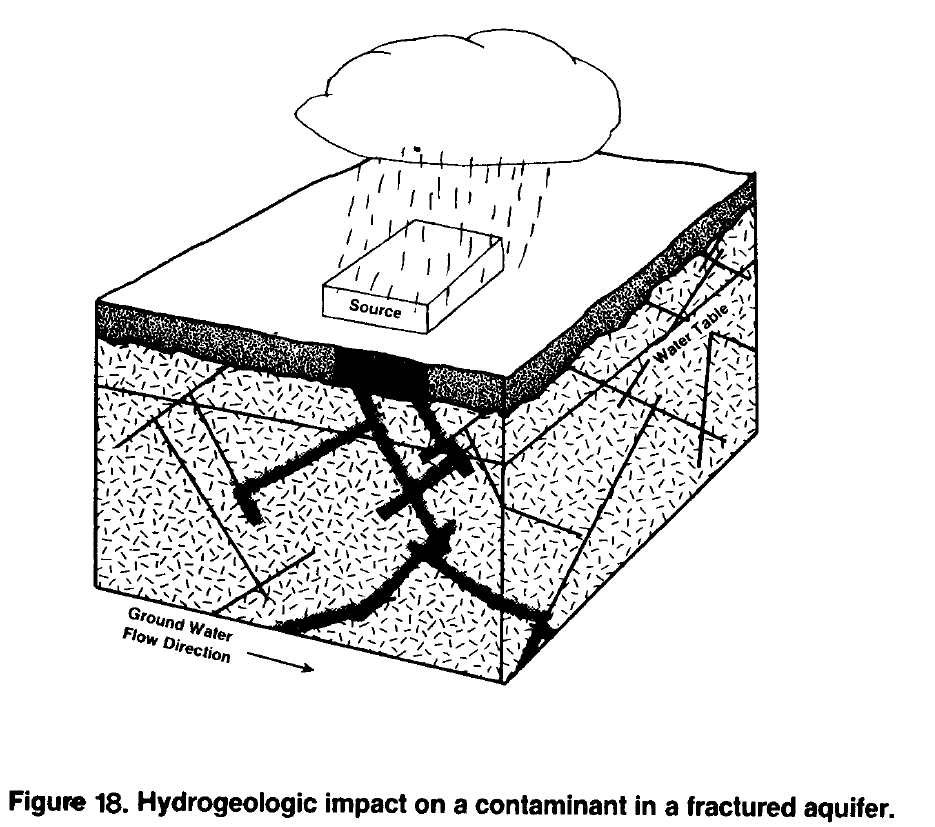 Source
Water Table
Ground Water
Flow Direction
Figure 18. Hydrogeologic impact on a contaminant in a fractured aquifer.